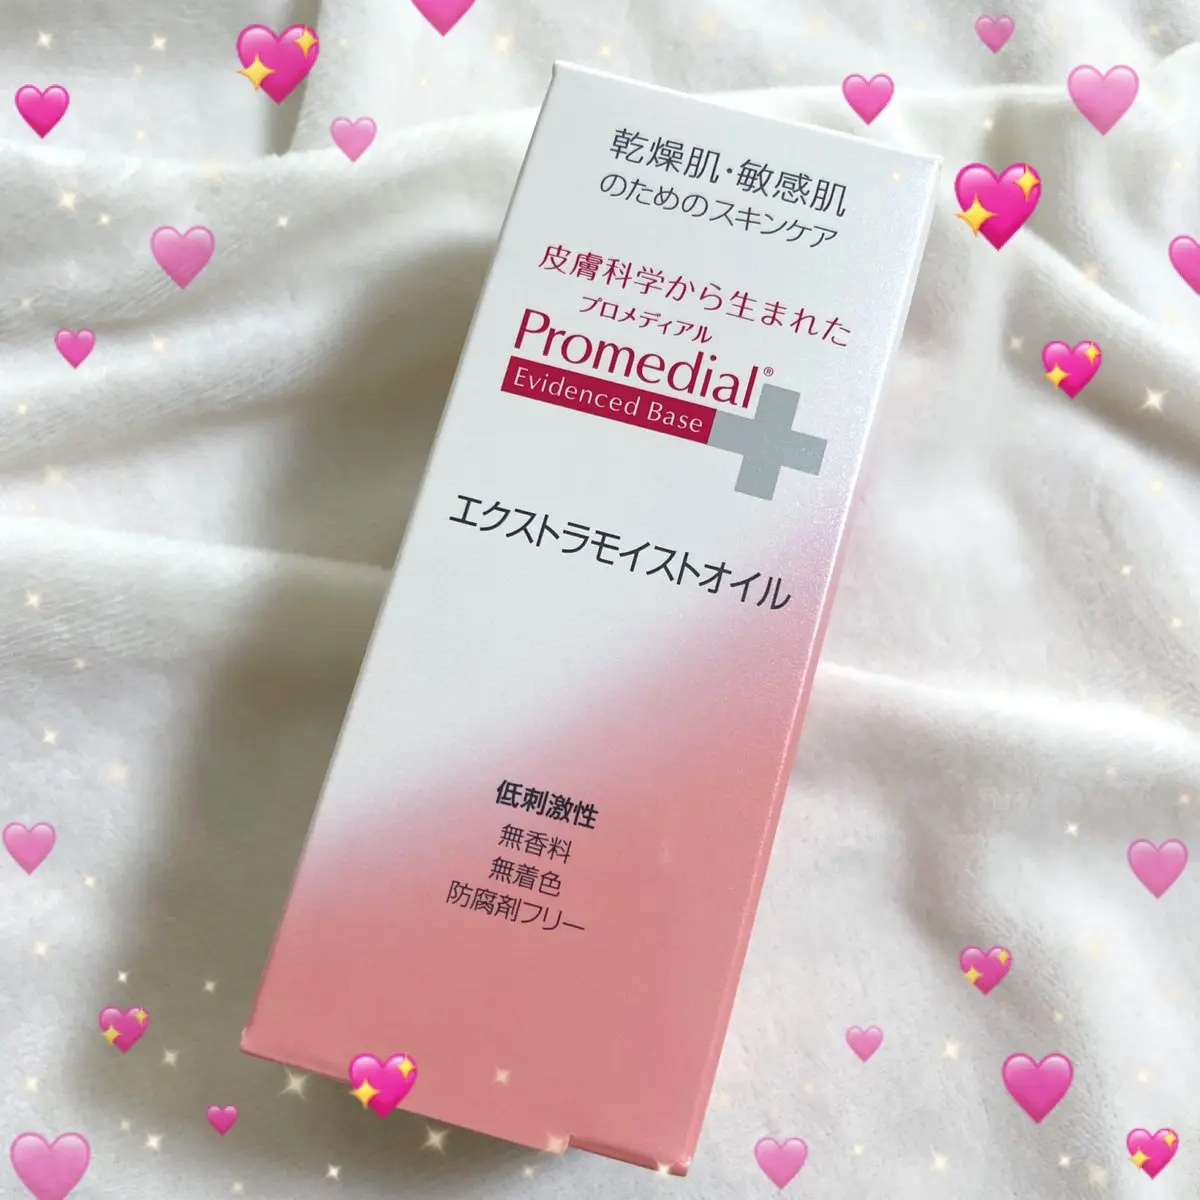 乾燥肌・敏感肌
のためのスキンケア
皮膚科学から生まれた
プロメディアル
Promedial®
Evidenced Base
エクストラモイストオイル
低刺激性
無香料
無着色
防腐剤フリー